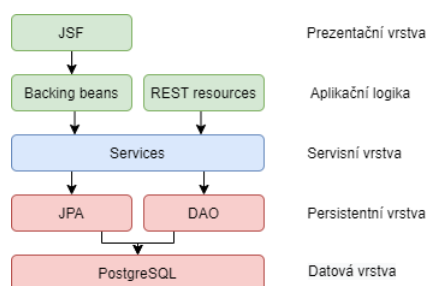 JSF Prezentační vrstva
Backing beans REST resources Aplikační logika
Services Servisní vrstva
JPA DAO Persistentní vrstva
PostgreSQL Datová vrstva